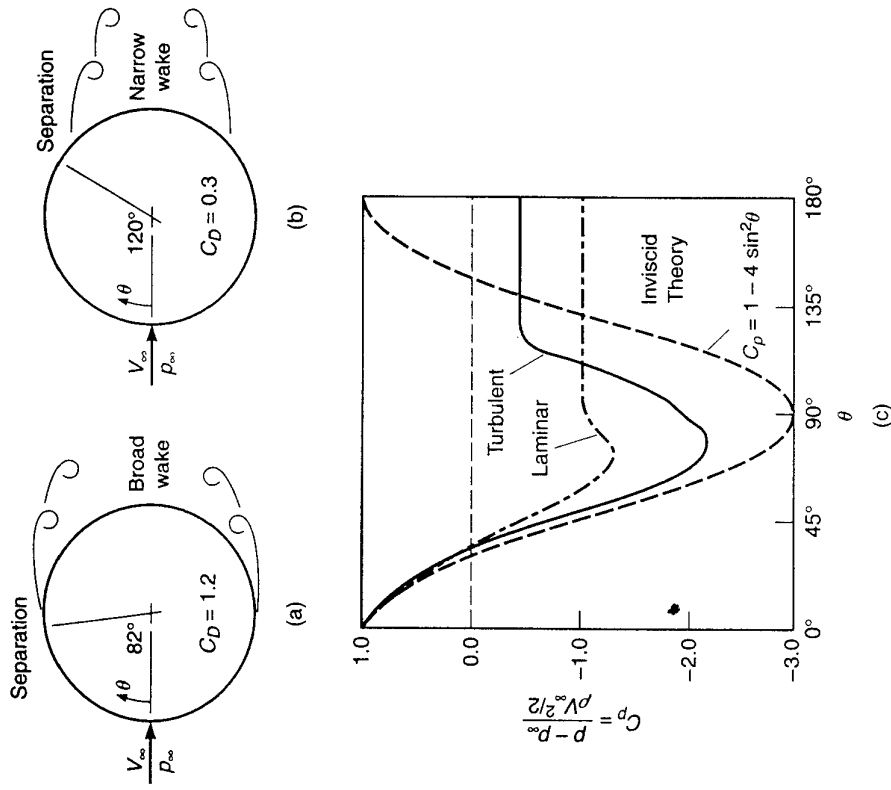 Separation
V∞
p∞
θ
82°
C_D = 1.2
Broad
wake
(a)
Separation
V∞
p∞,
θ
120°
C_D = 0.3
Narrow
wake
(b)
C_p = (p − p∞) / (ρV∞²/2)
1.0
0.0
−1.0
−2.0
−3.0
Turbulent
Laminar
Inviscid
Theory
C_p = 1 − 4 sin²θ
0°
45°
90°
135°
180°
θ
(c)